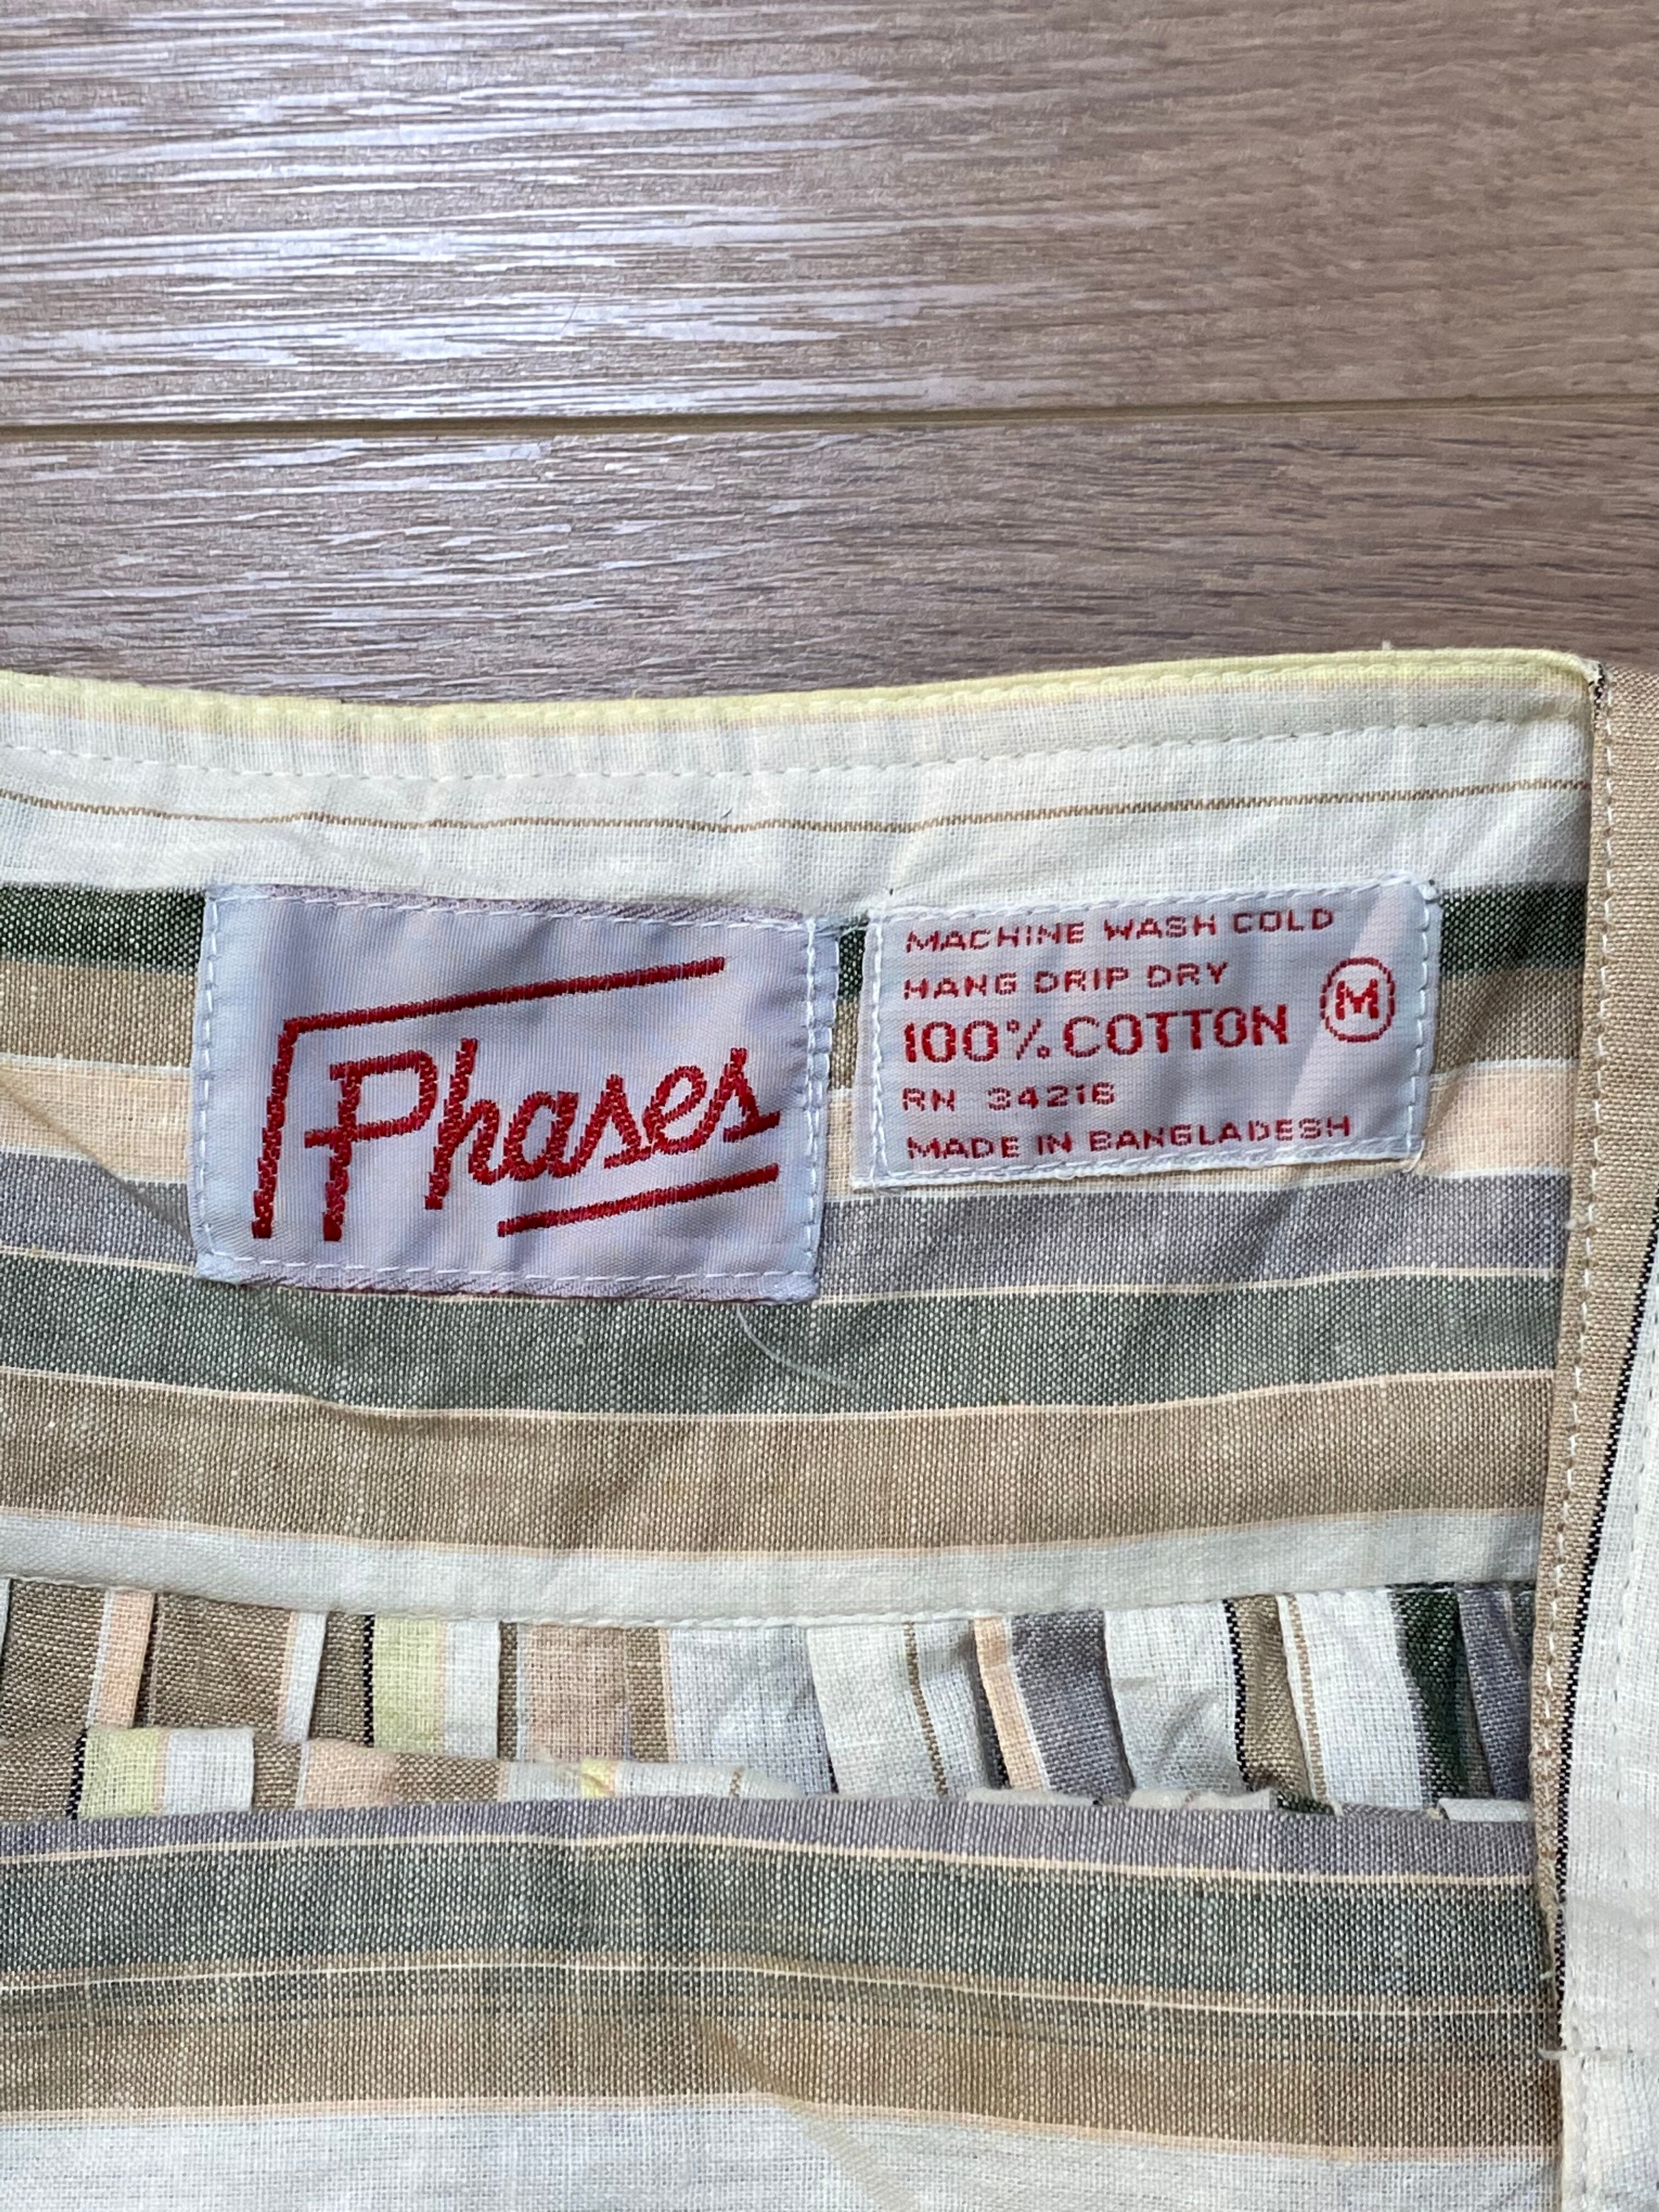 Phases
MACHINE WASH COLD
HANG DRIP DRY
100% COTTON M
RN 34216
MADE IN BANGLADESH